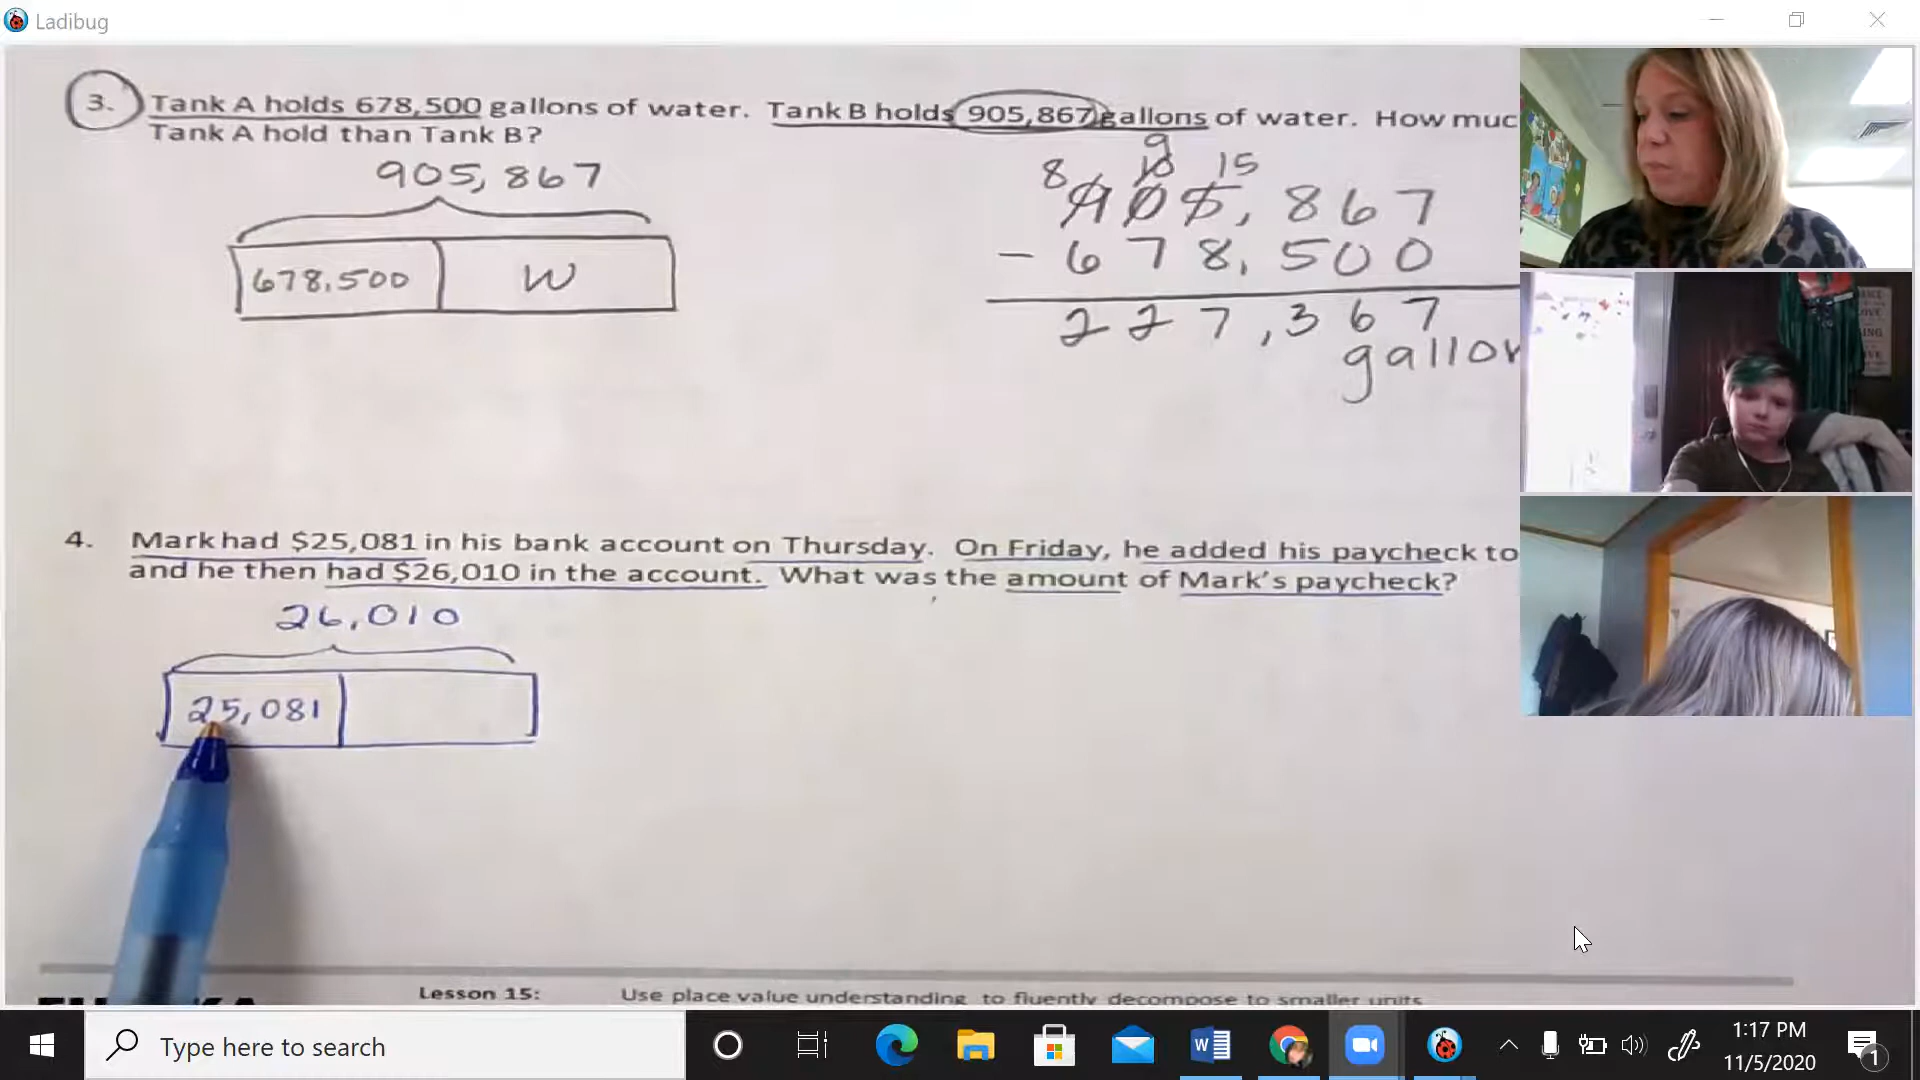 Ladibug
3. Tank A holds 678,500 gallons of water. Tank B holds 905,867 gallons of water. How muc
Tank A hold than Tank B?
905,867
678,500 W
9
8 10 15
905,867
- 678,500
227,367
gallon
4. Mark had $25,081 in his bank account on Thursday. On Friday, he added his paycheck to
and he then had $26,010 in the account. What was the amount of Mark's paycheck?
26,010
25,081
Lesson 15: Use place value understanding to fluently decompose to smaller units
Type here to search
1:17 PM
11/5/2020
1